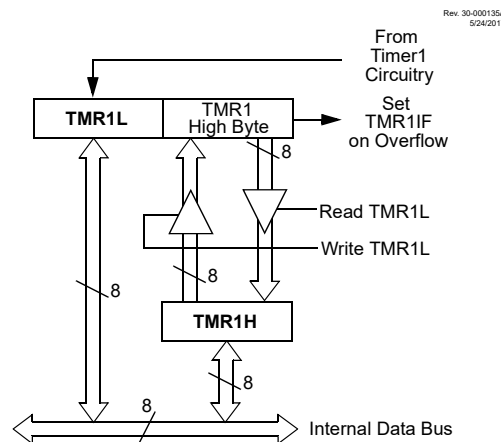 Rev. 30-000135
5/24/201
From
Timer1
Circuitry
TMR1L
TMR1
High Byte
Set
TMR1IF
on Overflow
8
Read TMR1L
Write TMR1L
8
8
TMR1H
8
8
Internal Data Bus